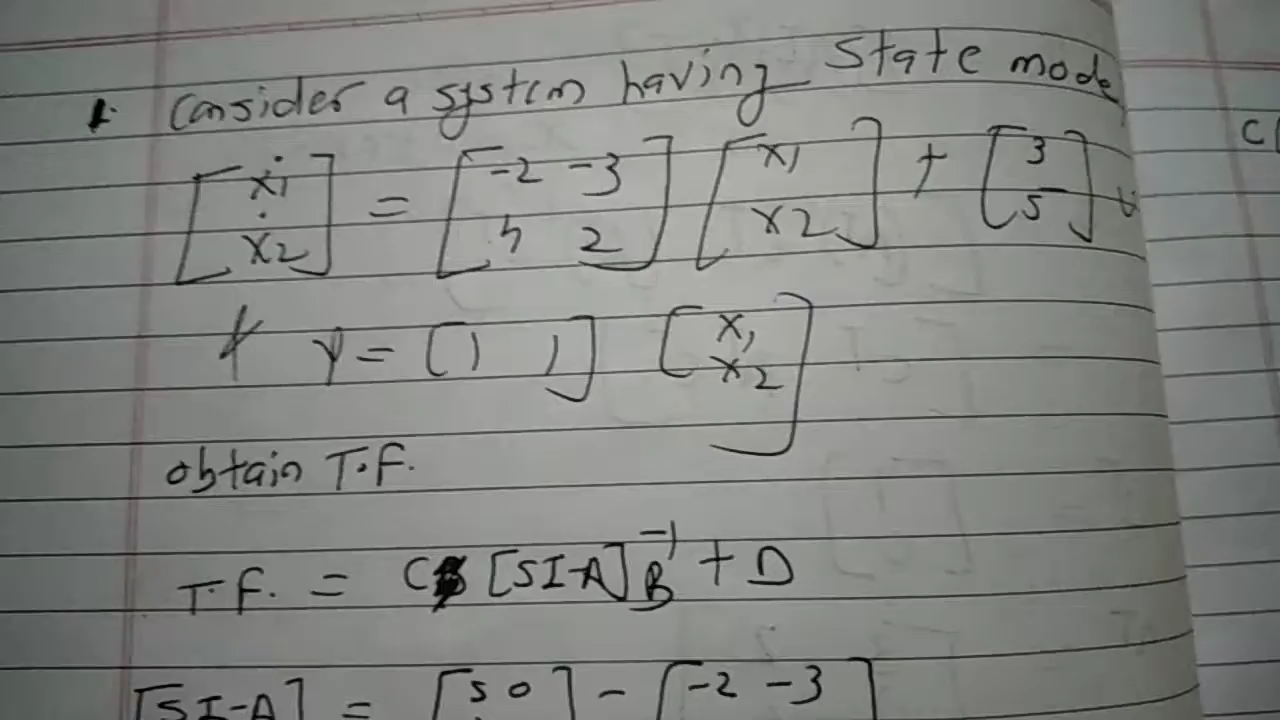 1. Consider a system having state mode
[ẋ1 ẋ2] = [-2 -3 4 2] [x1 x2] + [3 5] u
& y = [1 1] [x1 x2]
obtain T.F.
T.F. = C [SI-A]⁻¹ B + D
[SI-A] = [s 0] - [-2 -3]